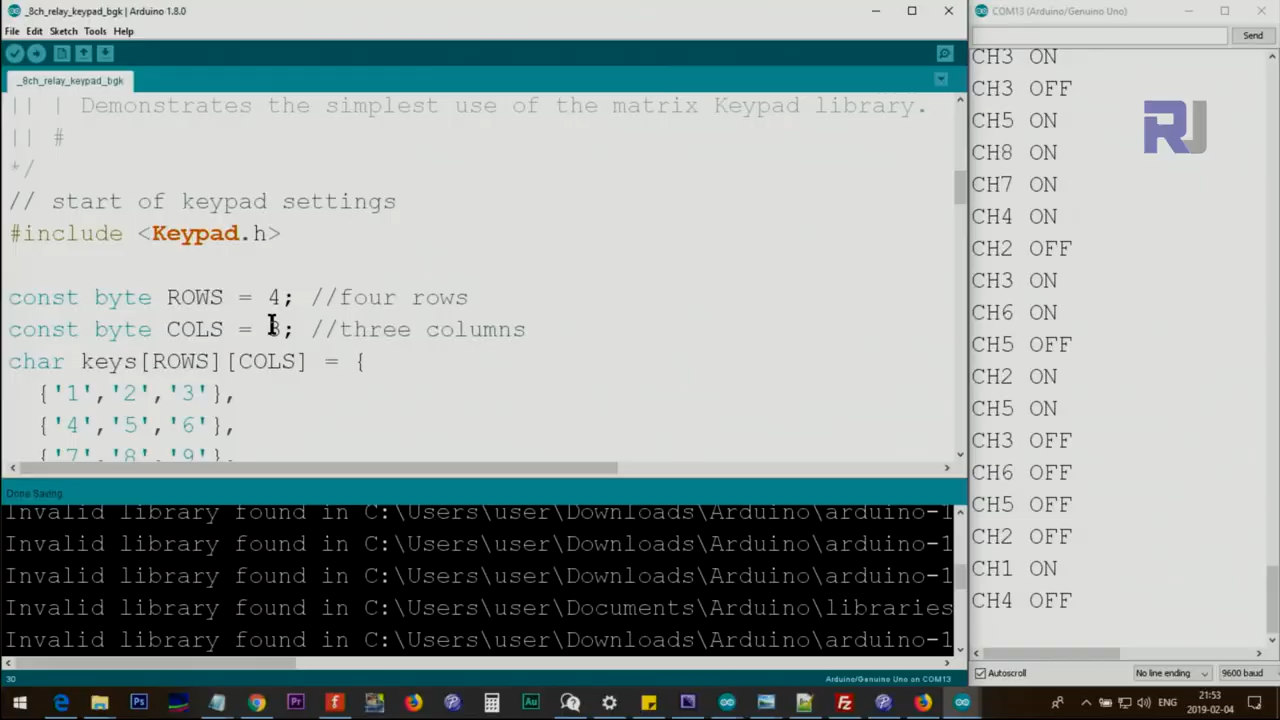 _8ch_relay_keypad_bgk | Arduino 1.8.0
File Edit Sketch Tools Help
_8ch_relay_keypad_bgk
|| | Demonstrates the simplest use of the matrix Keypad library.
|| #
*/
// start of keypad settings
#include <Keypad.h>
const byte ROWS = 4; //four rows
const byte COLS = 3; //three columns
char keys[ROWS][COLS] = {
{'1','2','3'},
{'4','5','6'},
{'7','8','9'},
Done Saving.
Invalid library found in C:\Users\user\Downloads\Arduino\arduino-1
Invalid library found in C:\Users\user\Downloads\Arduino\arduino-1
Invalid library found in C:\Users\user\Downloads\Arduino\arduino-1
Invalid library found in C:\Users\user\Documents\Arduino\libraries
Invalid library found in C:\Users\user\Downloads\Arduino\arduino-1
30
Arduino/Genuino Uno on COM13
COM13 (Arduino/Genuino Uno)
Send
CH3 ON
CH3 OFF
CH5 ON
CH8 ON
CH7 ON
CH4 ON
CH2 OFF
CH3 ON
CH6 ON
CH5 OFF
CH2 ON
CH5 ON
CH3 OFF
CH6 OFF
CH5 OFF
CH2 OFF
CH1 ON
CH4 OFF
RJ
Autoscroll
No line ending
9600 baud
Ps
Pr
f
Au
Fz
ENG
21:53
2019-02-04